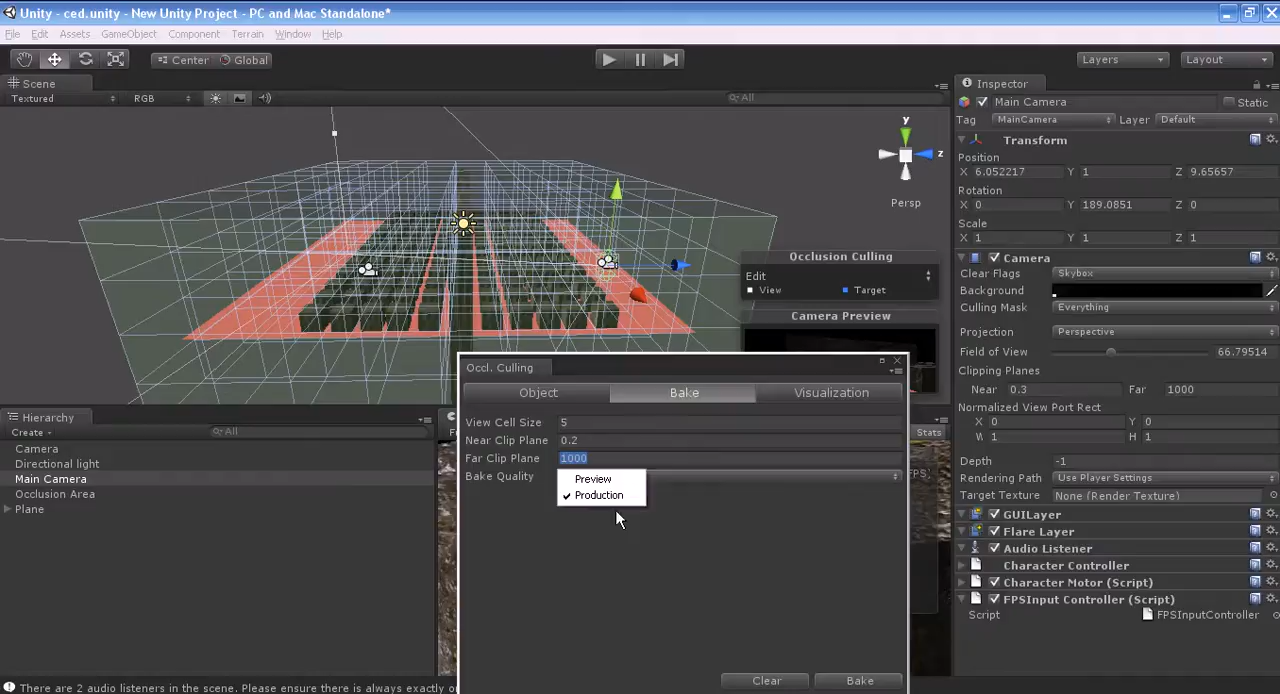 Unity - ced.unity - New Unity Project - PC and Mac Standalone*
File Edit Assets GameObject Component Terrain Window Help
Center Global Layers Layout
Scene
Textured RGB All
y
z
Persp
Occlusion Culling
Edit
View Target
Camera Preview
Occl. Culling
Object Bake Visualization
View Cell Size 5
Near Clip Plane 0.2
Far Clip Plane 1000
Bake Quality
Preview
Production
Clear Bake
Hierarchy
Create All
Camera
Directional light
Main Camera
Occlusion Area
Plane
Stats
Inspector
Main Camera Static
Tag MainCamera Layer Default
Transform
Position
X 6.052217 Y 1 Z 9.65657
Rotation
X 0 Y 189.0851 Z 0
Scale
X 1 Y 1 Z 1
Camera
Clear Flags Skybox
Background
Culling Mask Everything
Projection Perspective
Field of View 66.79514
Clipping Planes
Near 0.3 Far 1000
Normalized View Port Rect
X 0 Y 0
W 1 H 1
Depth -1
Rendering Path Use Player Settings
Target Texture None (Render Texture)
GUILayer
Flare Layer
Audio Listener
Character Controller
Character Motor (Script)
FPSInput Controller (Script)
Script FPSInputController
There are 2 audio listeners in the scene. Please ensure there is always exactly o